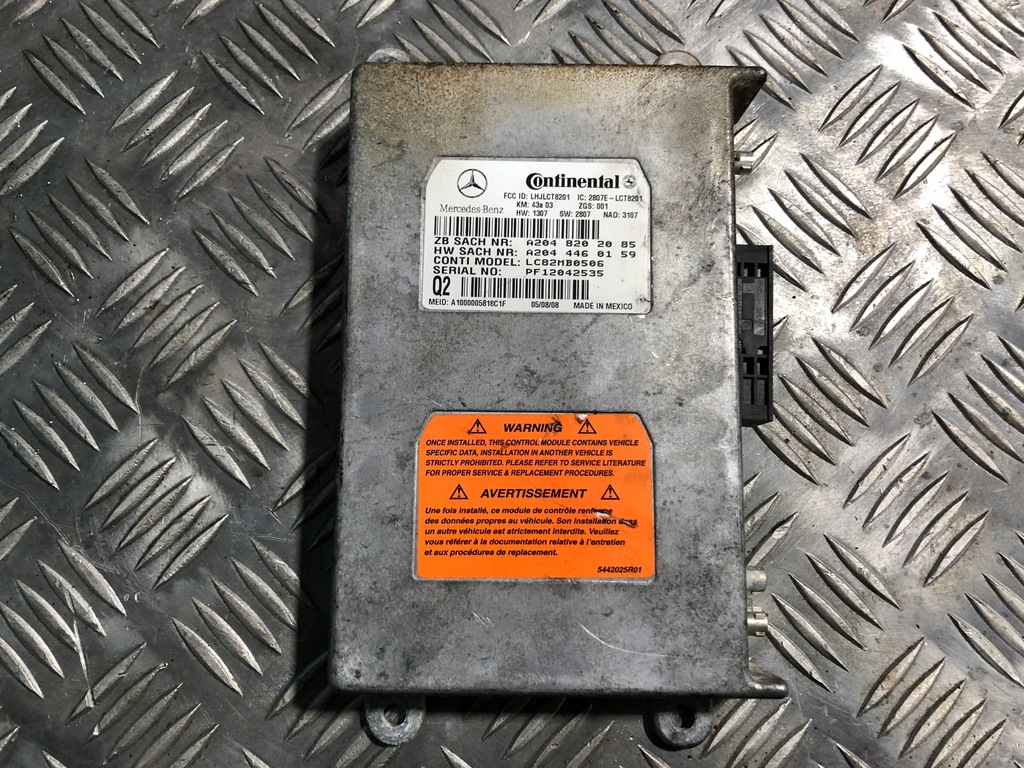 Continental
FCC ID: LHJLCT8201 IC: 2807E-LCT8201
KM: 43a 03 ZGS: 001
Mercedes-Benz HW: 1307 SW: 2807 NAD: 3107
ZB SACH NR: A204 820 20 85
HW SACH NR: A204 446 01 59
CONTI MODEL: LC82MB0506
SERIAL NO: PF12042535
Q2
MEID: A1000005818C1F 05/08/08 MADE IN MEXICO
WARNING
ONCE INSTALLED, THIS CONTROL MODULE CONTAINS VEHICLE
SPECIFIC DATA, INSTALLATION IN ANOTHER VEHICLE IS
STRICTLY PROHIBITED. PLEASE REFER TO SERVICE LITERATURE
FOR PROPER SERVICE & REPLACEMENT PROCEDURES.
AVERTISSEMENT
Une fois installé, ce module de contrôle renferme
des données propres au véhicule. Son installation dans
un autre véhicule est strictement interdite. Veuillez
vous référer à la documentation relative à l'entretien
et aux procédures de replacement.
5442025R01